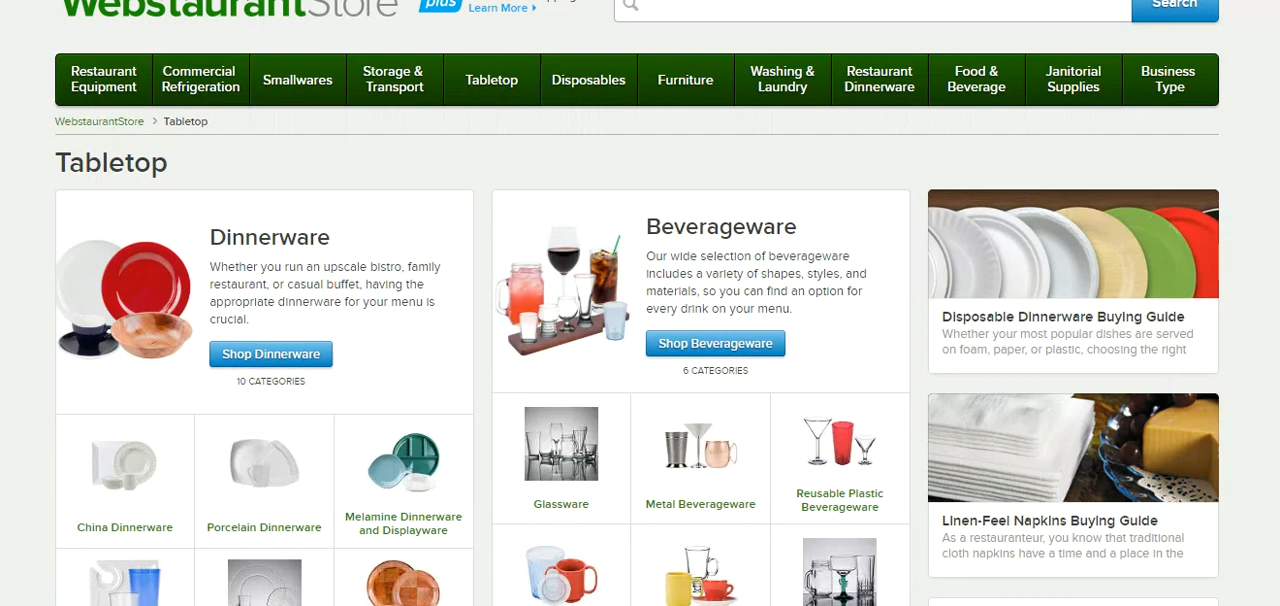 WebstaurantStore
plus
Learn More
Search
Restaurant Equipment
Commercial Refrigeration
Smallwares
Storage & Transport
Tabletop
Disposables
Furniture
Washing & Laundry
Restaurant Dinnerware
Food & Beverage
Janitorial Supplies
Business Type
WebstaurantStore > Tabletop
Tabletop
Dinnerware
Whether you run an upscale bistro, family
restaurant, or casual buffet, having the
appropriate dinnerware for your menu is
crucial.
Shop Dinnerware
10 CATEGORIES
China Dinnerware
Porcelain Dinnerware
Melamine Dinnerware
and Displayware
Beverageware
Our wide selection of beverageware
includes a variety of shapes, styles, and
materials, so you can find an option for
every drink on your menu.
Shop Beverageware
6 CATEGORIES
Glassware
Metal Beverageware
Reusable Plastic
Beverageware
Disposable Dinnerware Buying Guide
Whether your most popular dishes are served
on foam, paper, or plastic, choosing the right
Linen-Feel Napkins Buying Guide
As a restauranteur, you know that traditional
cloth napkins have a time and a place in the